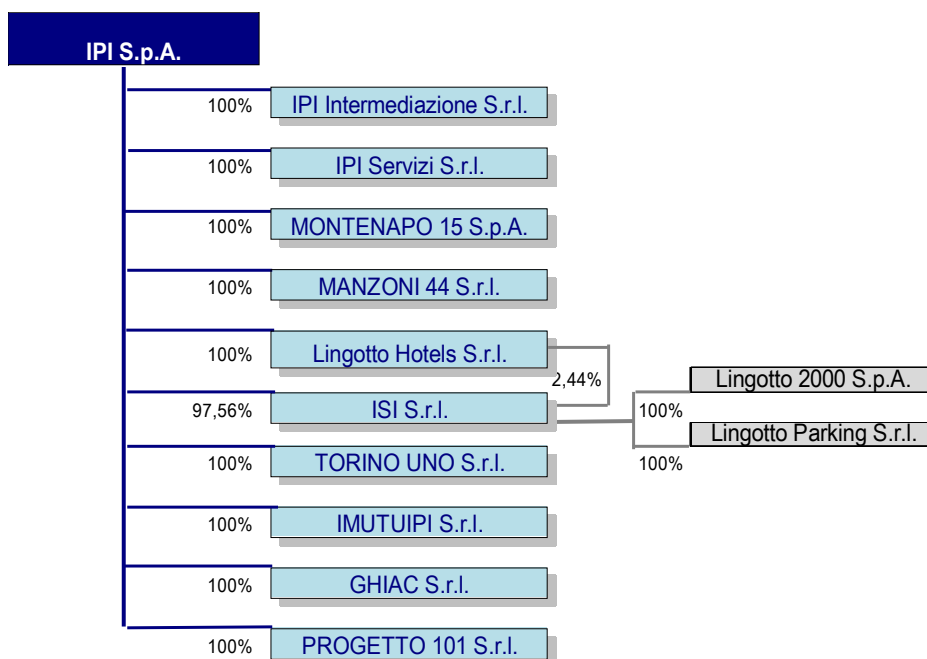 IPI S.p.A.
100% IPI Intermediazione S.r.l.
100% IPI Servizi S.r.l.
100% MONTENAPO 15 S.p.A.
100% MANZONI 44 S.r.l.
100% Lingotto Hotels S.r.l.
2,44% Lingotto 2000 S.p.A.
97,56% ISI S.r.l. 100%
Lingotto Parking S.r.l.
100% TORINO UNO S.r.l. 100%
100% IMUTUIPI S.r.l.
100% GHIAC S.r.l.
100% PROGETTO 101 S.r.l.